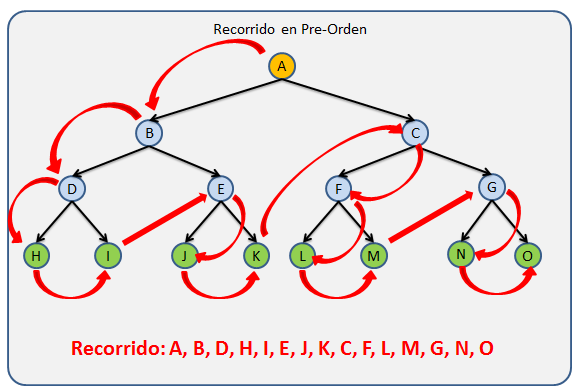 Recorrido en Pre-Orden
A
B C
D E F G
H I J K L M N O
Recorrido: A, B, D, H, I, E, J, K, C, F, L, M, G, N, O